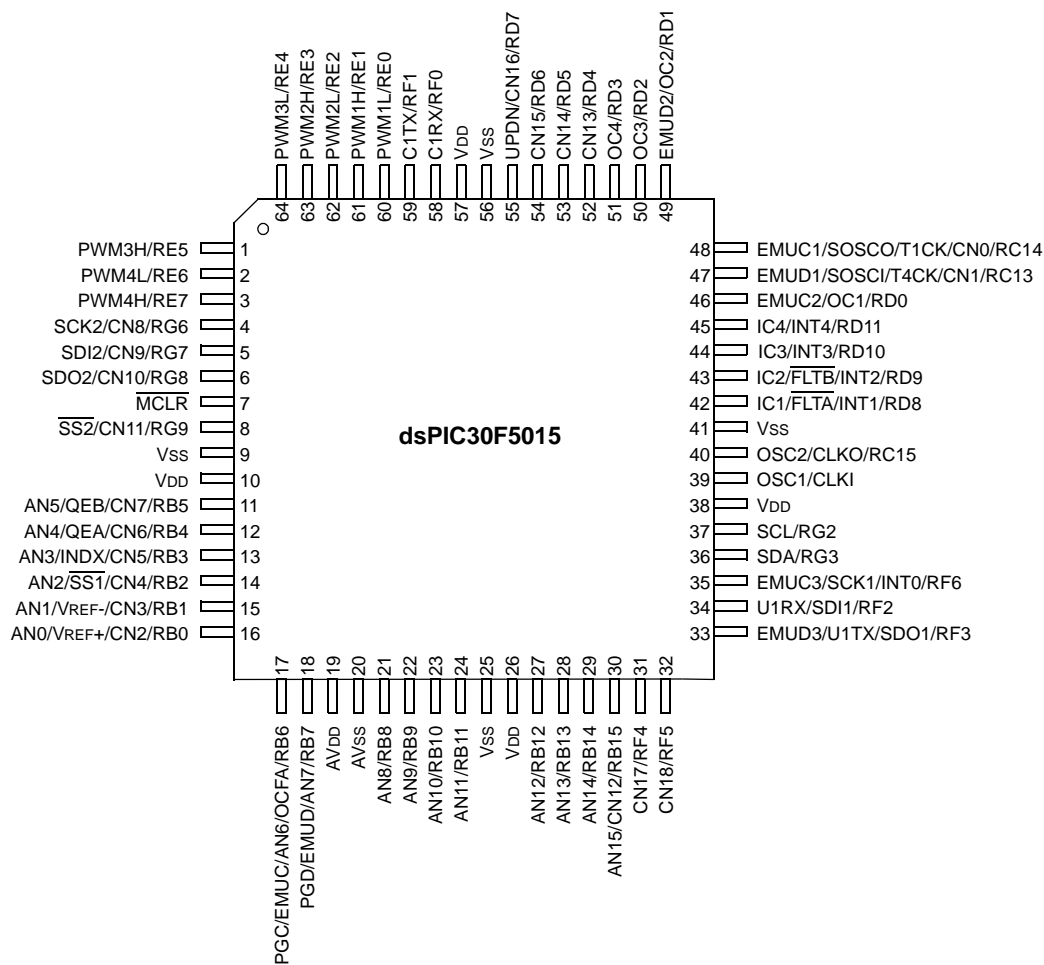 PWM3L/RE4
PWM2H/RE3
PWM2L/RE2
PWM1H/RE1
PWM1L/RE0
C1TX/RF1
C1RX/RF0
VDD
VSS
UPDN/CN16/RD7
CN15/RD6
CN14/RD5
CN13/RD4
OC4/RD3
OC3/RD2
EMUD2/OC2/RD1
64 63 62 61 60 59 58 57 56 55 54 53 52 51 50 49
PWM3H/RE5 1
PWM4L/RE6 2
PWM4H/RE7 3
SCK2/CN8/RG6 4
SDI2/CN9/RG7 5
SDO2/CN10/RG8 6
MCLR 7
SS2/CN11/RG9 8
VSS 9
VDD 10
AN5/QEB/CN7/RB5 11
AN4/QEA/CN6/RB4 12
AN3/INDX/CN5/RB3 13
AN2/SS1/CN4/RB2 14
AN1/VREF-/CN3/RB1 15
AN0/VREF+/CN2/RB0 16
dsPIC30F5015
48 EMUC1/SOSCO/T1CK/CN0/RC14
47 EMUD1/SOSCI/T4CK/CN1/RC13
46 EMUC2/OC1/RD0
45 IC4/INT4/RD11
44 IC3/INT3/RD10
43 IC2/FLTB/INT2/RD9
42 IC1/FLTA/INT1/RD8
41 VSS
40 OSC2/CLKO/RC15
39 OSC1/CLKI
38 VDD
37 SCL/RG2
36 SDA/RG3
35 EMUC3/SCK1/INT0/RF6
34 U1RX/SDI1/RF2
33 EMUD3/U1TX/SDO1/RF3
17 18 19 20 21 22 23 24 25 26 27 28 29 30 31 32
PGC/EMUC/AN6/OCFA/RB6
PGD/EMUD/AN7/RB7
AVDD
AVSS
AN8/RB8
AN9/RB9
AN10/RB10
AN11/RB11
VSS
VDD
AN12/RB12
AN13/RB13
AN14/RB14
AN15/CN12/RB15
CN17/RF4
CN18/RF5